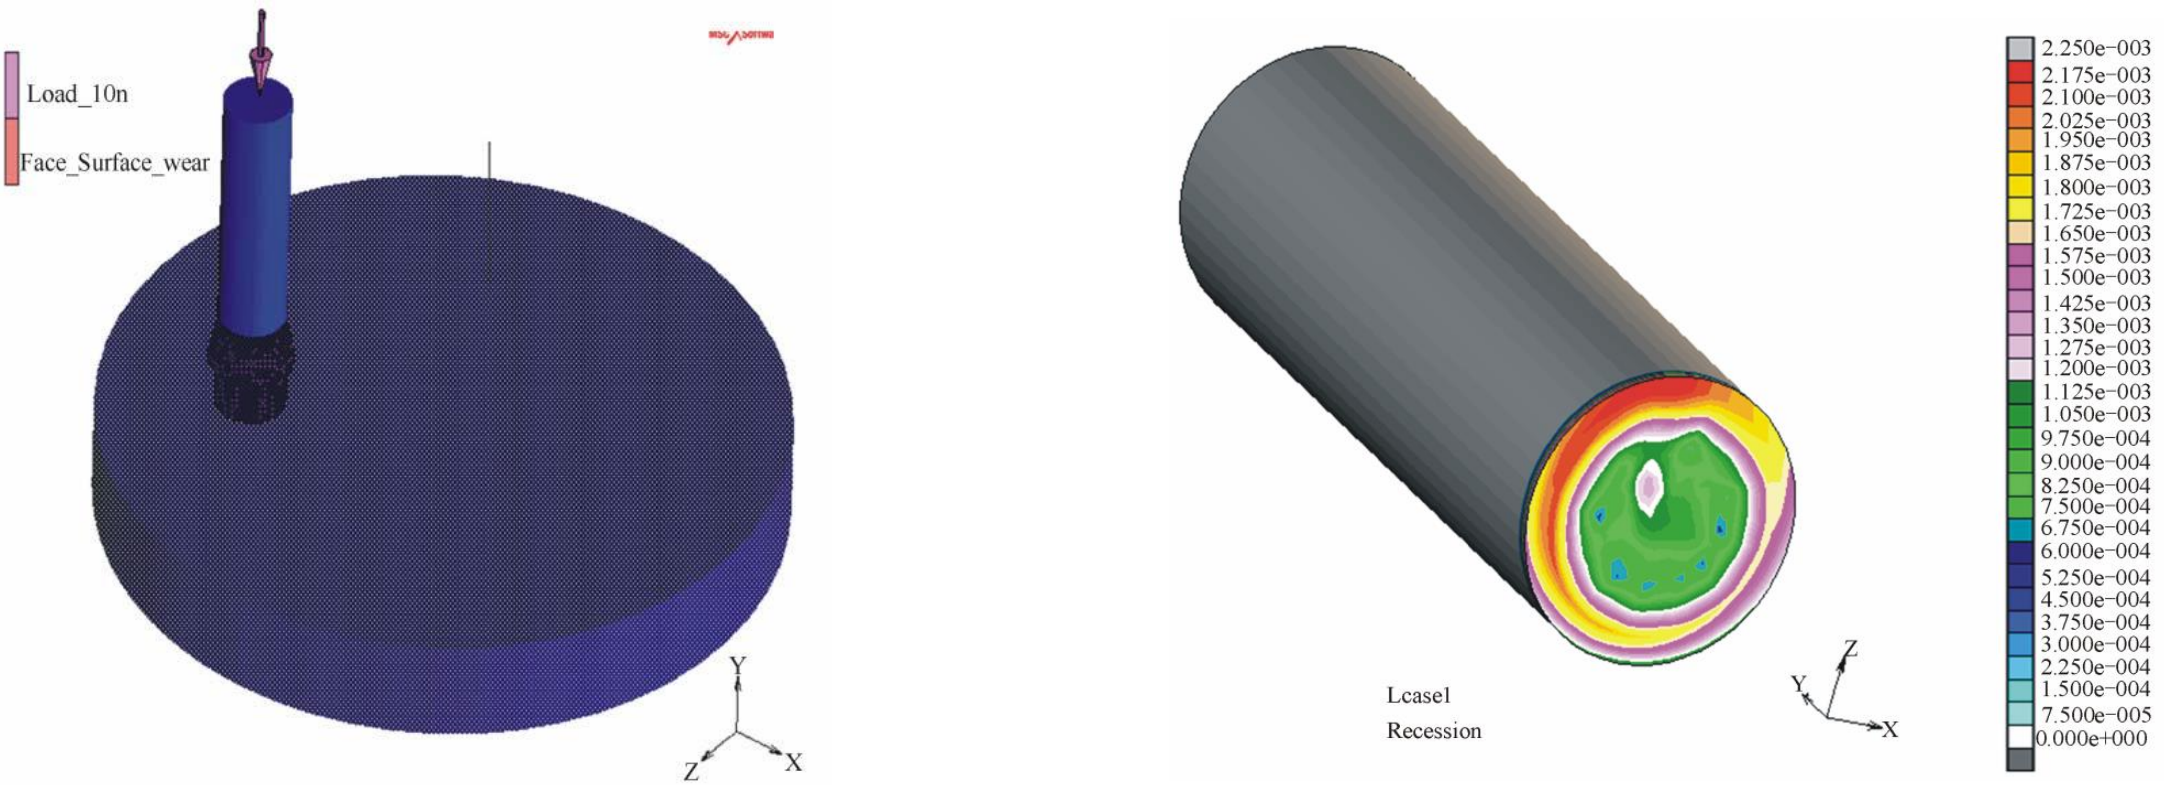 MSC Softwa
Load_10n
Face_Surface_wear
Y
Z
X
2.250e−003
2.175e−003
2.100e−003
2.025e−003
1.950e−003
1.875e−003
1.800e−003
1.725e−003
1.650e−003
1.575e−003
1.500e−003
1.425e−003
1.350e−003
1.275e−003
1.200e−003
1.125e−003
1.050e−003
9.750e−004
9.000e−004
8.250e−004
7.500e−004
6.750e−004
6.000e−004
5.250e−004
4.500e−004
3.750e−004
3.000e−004
2.250e−004
1.500e−004
7.500e−005
0.000e+000
Lcase1
Recession
Z
Y
X